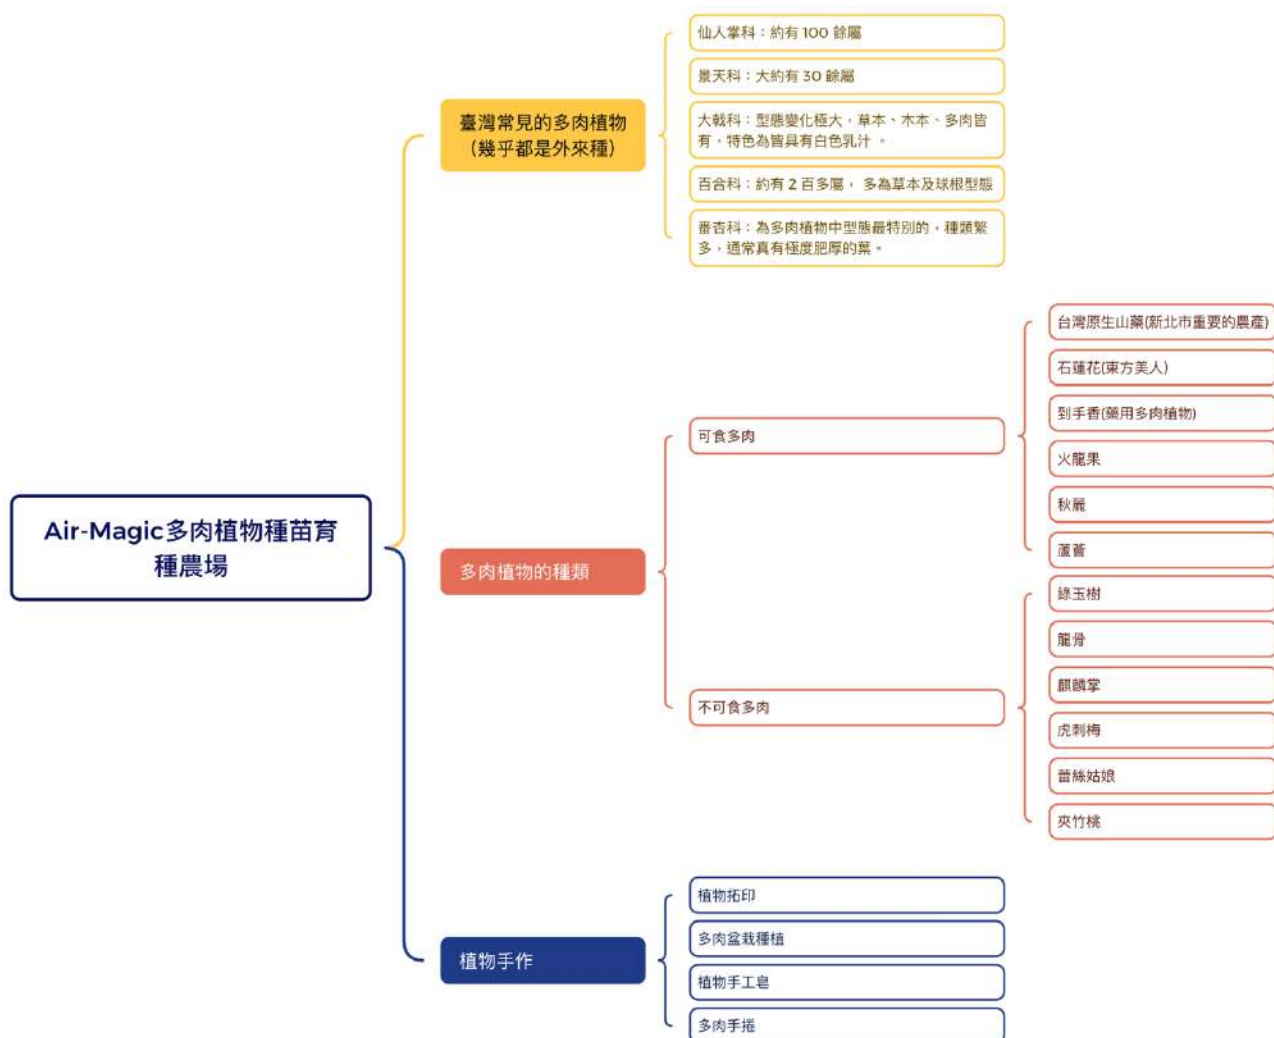 Air-Magic多肉植物種苗育
種農場
臺灣常見的多肉植物
（幾乎都是外來種）
仙人掌科：約有 100 餘屬
景天科：大約有 30 餘屬
大戟科：型態變化極大，草本、木本、多肉皆
有，特色為皆具有白色乳汁 。
百合科：約有 2 百多屬， 多為草本及球根型態
番杏科：為多肉植物中型態最特別的，種類繁
多，通常真有極度肥厚的葉。
多肉植物的種類
可食多肉
台灣原生山藥(新北市重要的農產)
石蓮花(東方美人)
到手香(藥用多肉植物)
火龍果
秋麗
蘆薈
不可食多肉
綠玉樹
龍骨
麒麟掌
虎刺梅
蕾絲姑娘
夾竹桃
植物手作
植物拓印
多肉盆栽種植
植物手工皂
多肉手捲